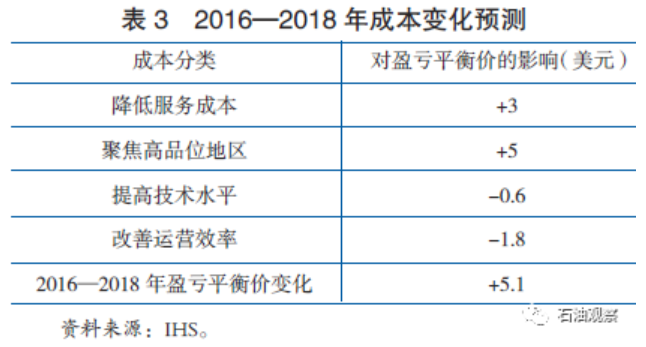 表 3 2016—2018 年成本变化预测
成本分类 对盈亏平衡价的影响(美元)
降低服务成本 +3
聚焦高品位地区 +5
提高技术水平 -0.6
改善运营效率 -1.8
2016—2018 年盈亏平衡价变化 +5.1
资料来源：IHS。
石油观察